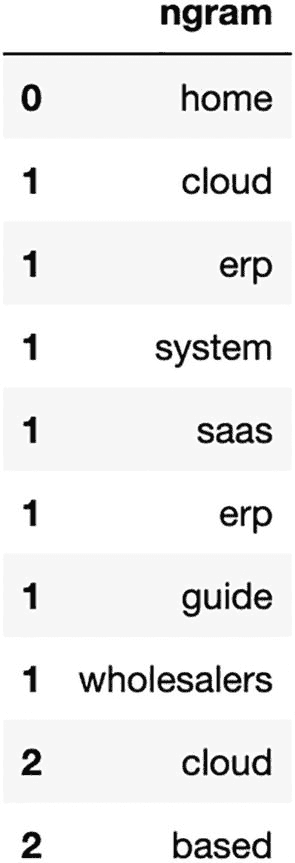 ngram
0 home
1 cloud
1 erp
1 system
1 saas
1 erp
1 guide
1 wholesalers
2 cloud
2 based